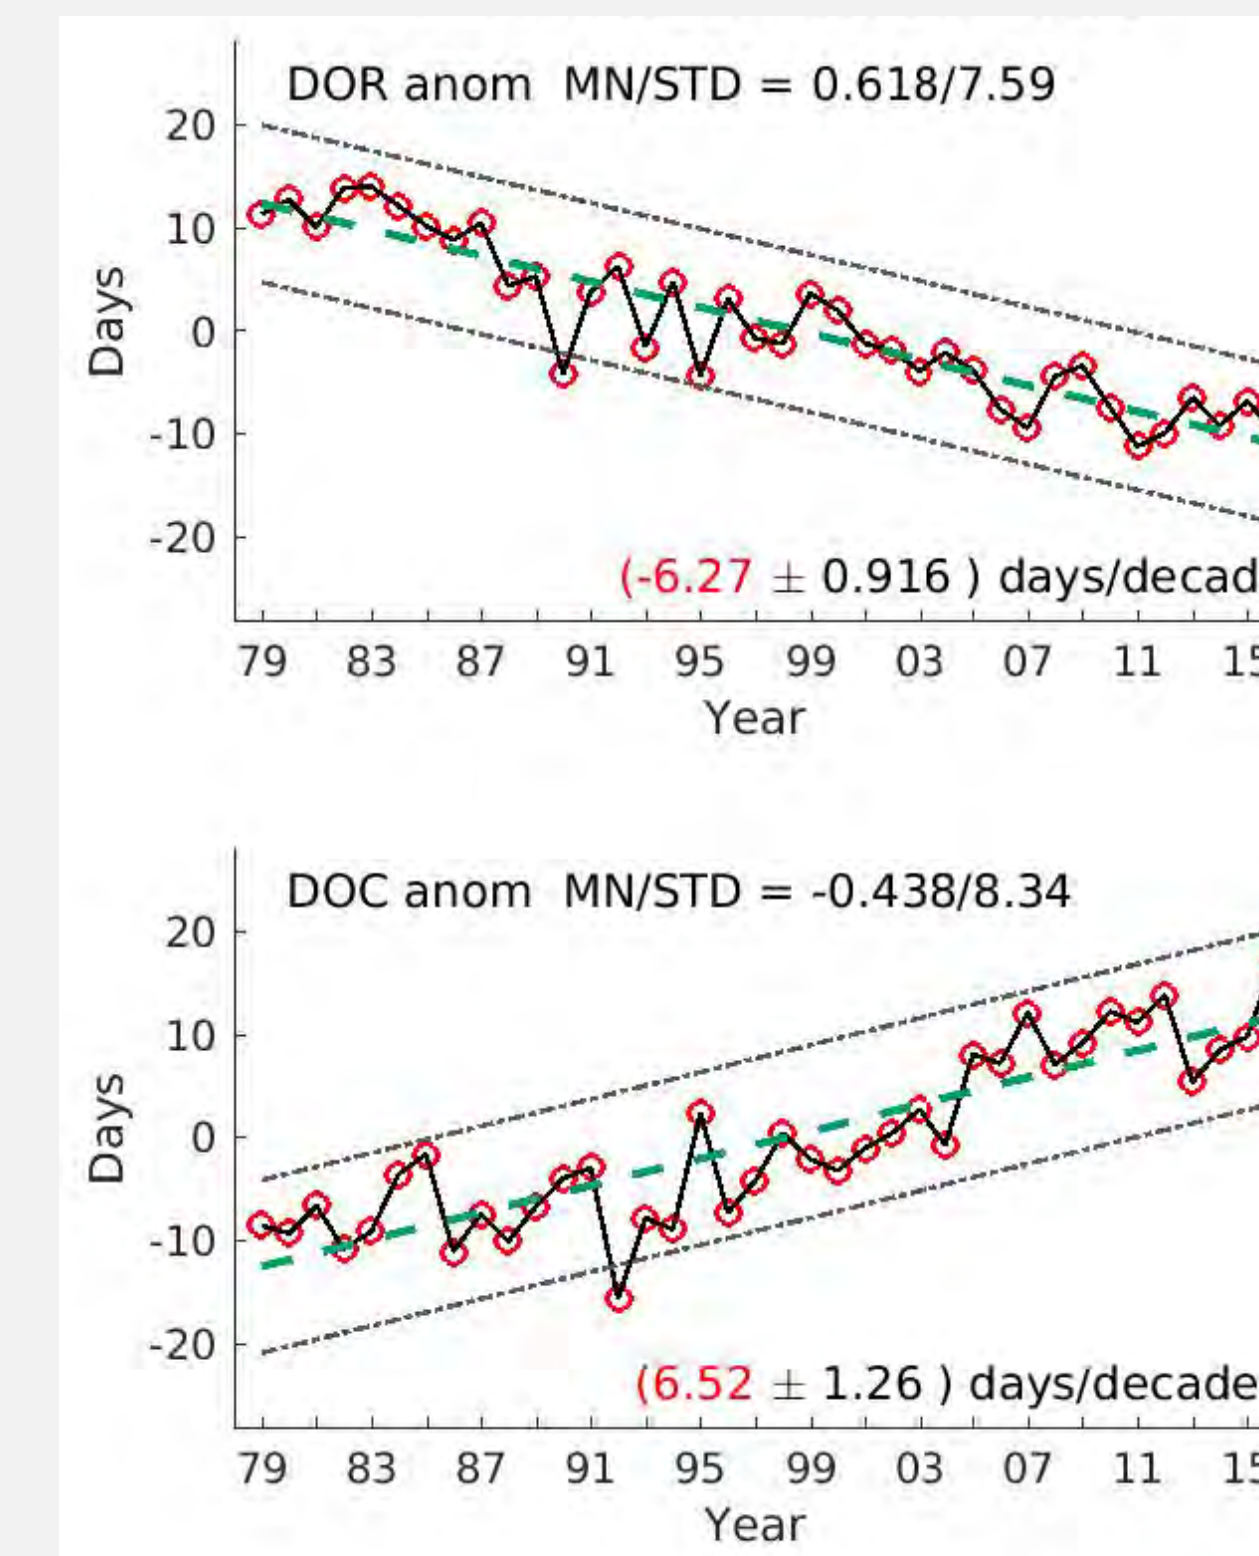 DOR anom MN/STD = 0.618/7.59
20
10
0
-10
-20
Days
(-6.27 ± 0.916 ) days/decad
79 83 87 91 95 99 03 07 11 15
Year
DOC anom MN/STD = -0.438/8.34
20
10
0
-10
-20
Days
(6.52 ± 1.26 ) days/decade
79 83 87 91 95 99 03 07 11 15
Year